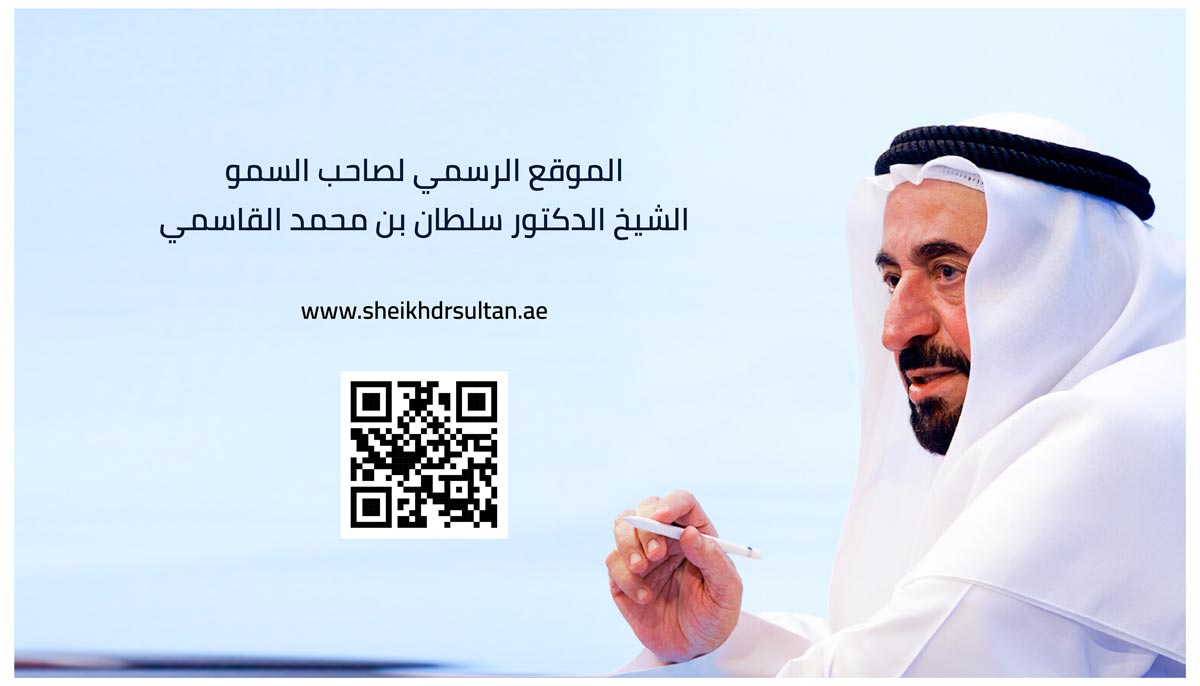 الموقع الرسمي لصاحب السمو
الشيخ الدكتور سلطان بن محمد القاسمي
www.sheikhdrsultan.ae